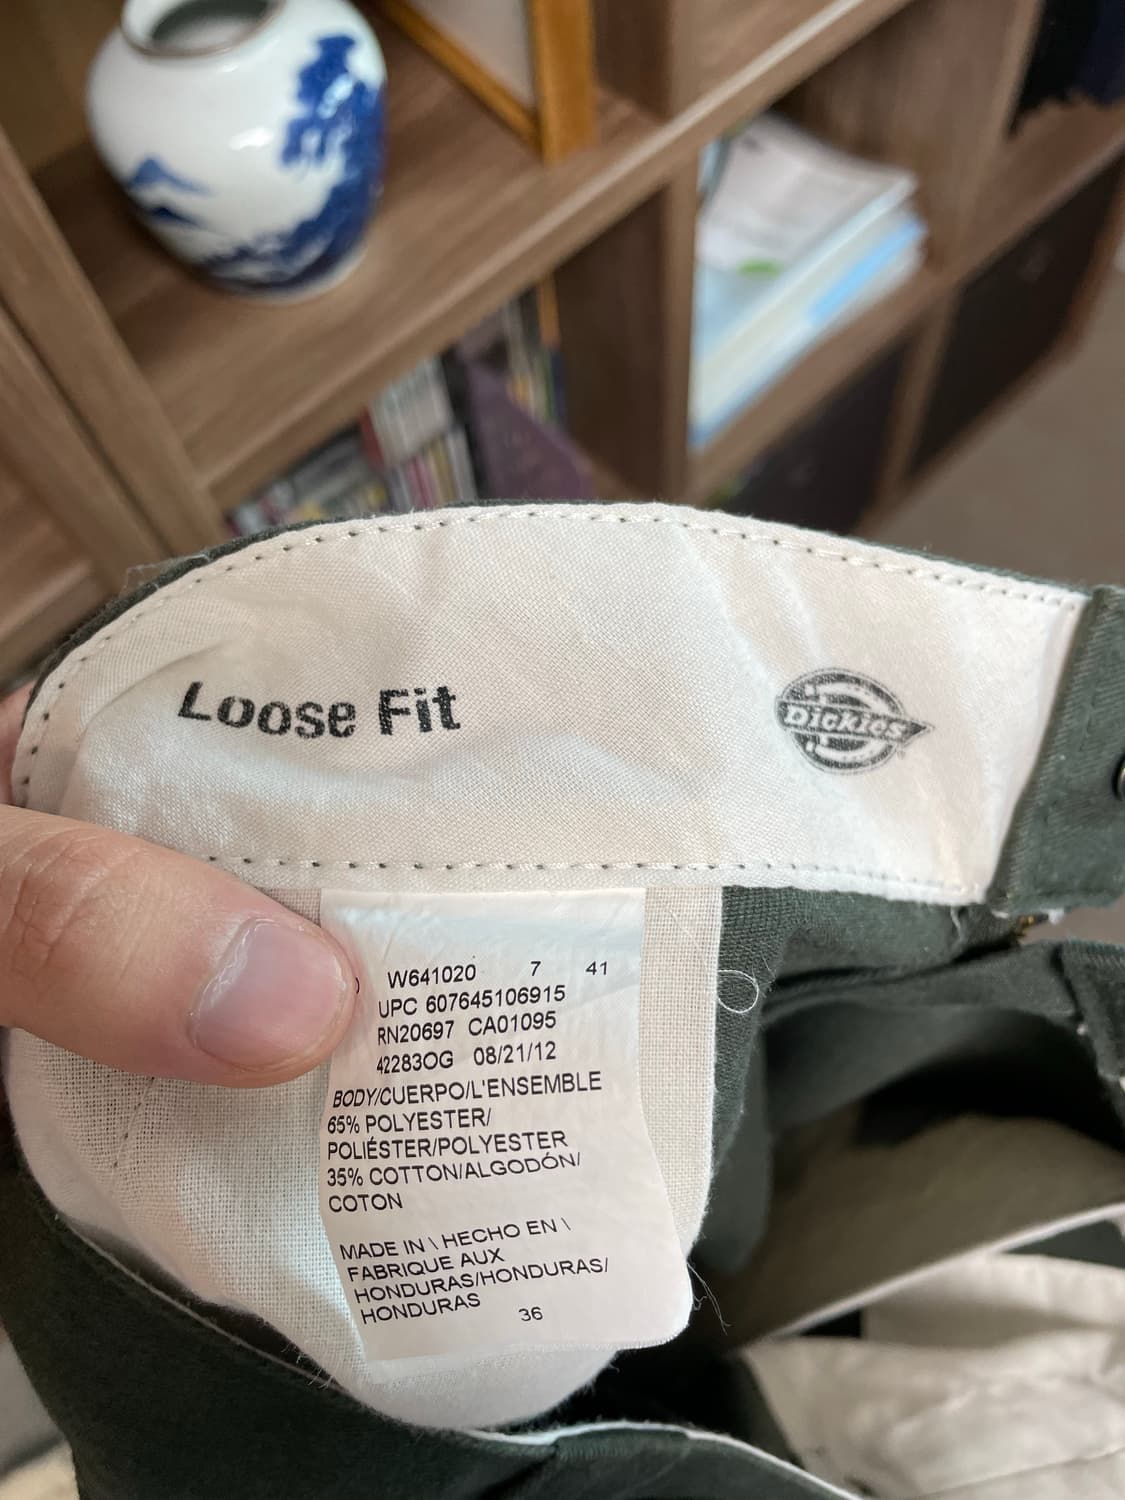 Loose Fit
Dickies
W641020 7 41
UPC 607645106915
RN20697 CA01095
42283OG 08/21/12
BODY/CUERPO/L'ENSEMBLE
65% POLYESTER/
POLIÉSTER/POLYESTER
35% COTTON/ALGODÓN/
COTON
MADE IN \ HECHO EN \
FABRIQUE AUX
HONDURAS/HONDURAS/
HONDURAS
36